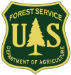 FOREST SERVICE
U S
DEPARTMENT OF AGRICULTURE